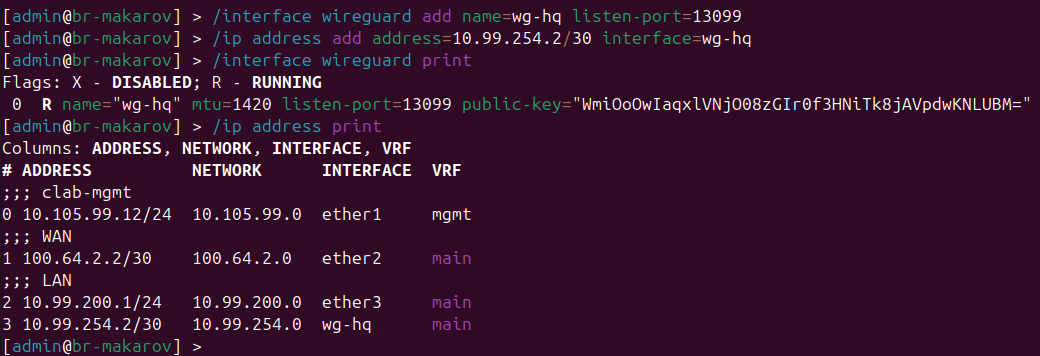 [admin@br-makarov] > /interface wireguard add name=wg-hq listen-port=13099
[admin@br-makarov] > /ip address add address=10.99.254.2/30 interface=wg-hq
[admin@br-makarov] > /interface wireguard print
Flags: X - DISABLED; R - RUNNING
 0  R name="wg-hq" mtu=1420 listen-port=13099 public-key="WmiOoOwIaqxlVNjO08zGIr0f3HNiTk8jAVpdwKNLUBM="
[admin@br-makarov] > /ip address print
Columns: ADDRESS, NETWORK, INTERFACE, VRF
# ADDRESS          NETWORK      INTERFACE  VRF
;;; clab-mgmt
0 10.105.99.12/24  10.105.99.0  ether1     mgmt
;;; WAN
1 100.64.2.2/30    100.64.2.0   ether2     main
;;; LAN
2 10.99.200.1/24   10.99.200.0  ether3     main
3 10.99.254.2/30   10.99.254.0  wg-hq      main
[admin@br-makarov] >